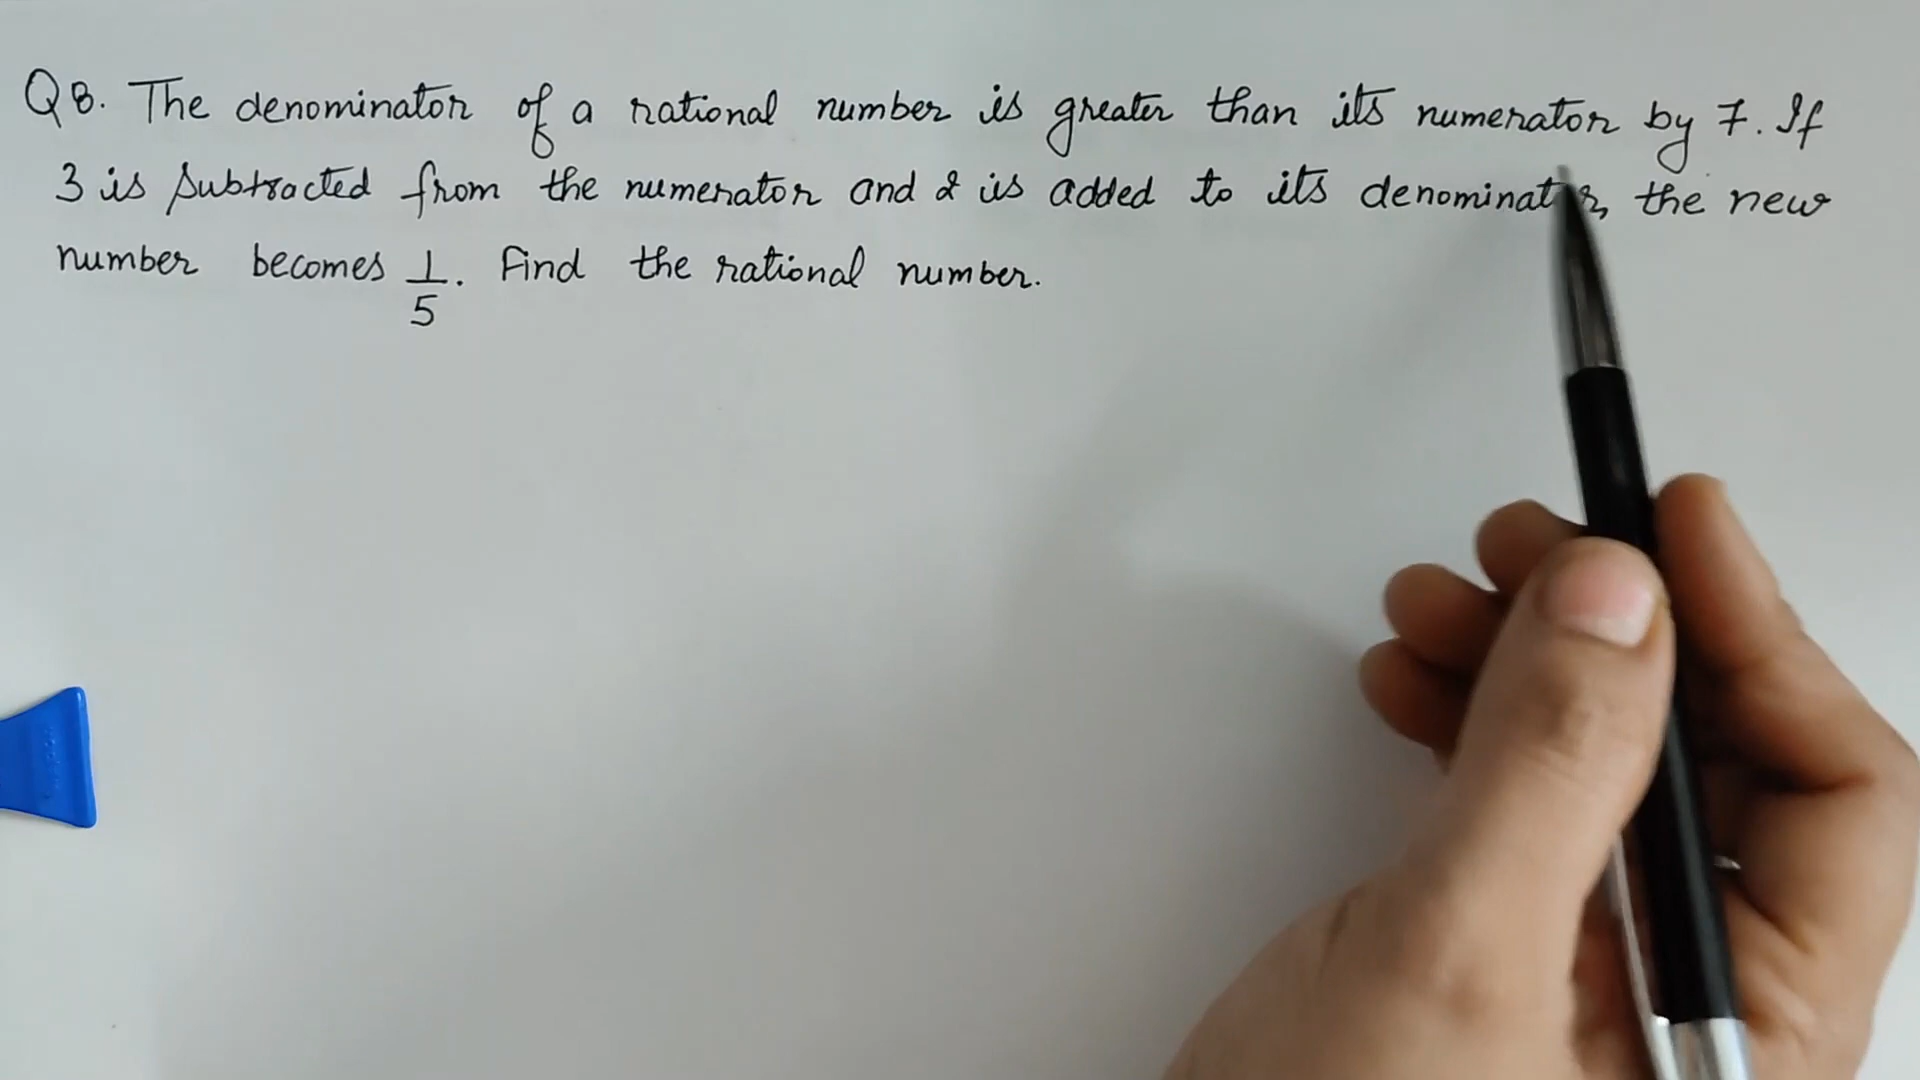 Q8. The denominator of a rational number is greater than its numerator by 7. If
3 is subtracted from the numerator and 2 is added to its denominator, the new
number becomes 1/5. Find the rational number.